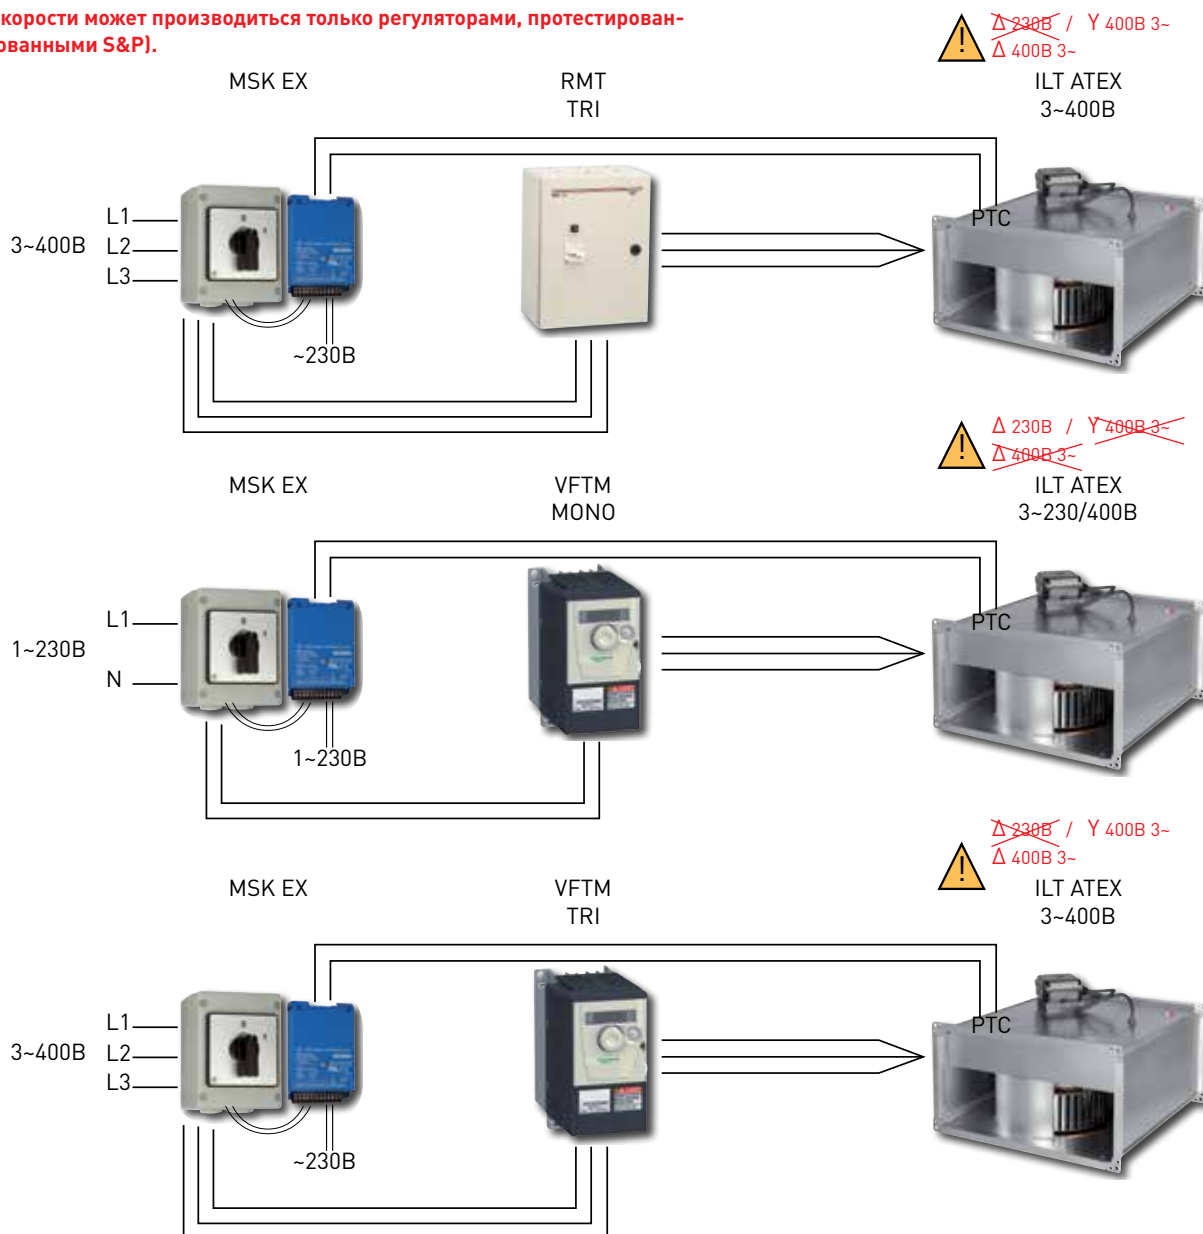 корости может производиться только регуляторами, протестирован-
ованными S&P).
Δ 230В / Y 400В 3~
Δ 400В 3~
MSK EX
RMT
TRI
ILT ATEX
3~400В
PTC
L1
3~400В L2
L3
~230В
Δ 230В / Y 400В 3~
Δ 400В 3~
MSK EX
VFTM
MONO
ILT ATEX
3~230/400В
PTC
L1
1~230В
N
1~230В
Δ 230В / Y 400В 3~
Δ 400В 3~
MSK EX
VFTM
TRI
ILT ATEX
3~400В
PTC
L1
3~400В L2
L3
~230В